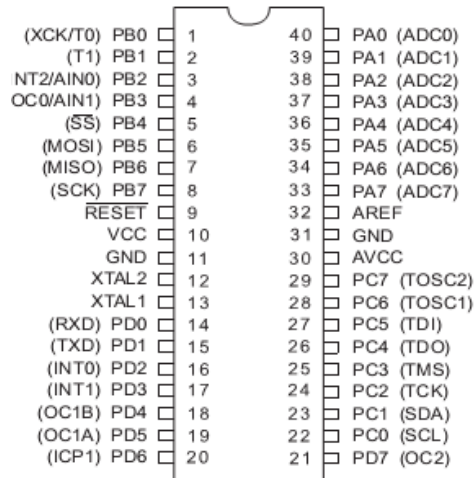 (XCK/T0) PB0 1 40 PA0 (ADC0)
(T1) PB1 2 39 PA1 (ADC1)
NT2/AIN0) PB2 3 38 PA2 (ADC2)
OC0/AIN1) PB3 4 37 PA3 (ADC3)
(SS) PB4 5 36 PA4 (ADC4)
(MOSI) PB5 6 35 PA5 (ADC5)
(MISO) PB6 7 34 PA6 (ADC6)
(SCK) PB7 8 33 PA7 (ADC7)
RESET 9 32 AREF
VCC 10 31 GND
GND 11 30 AVCC
XTAL2 12 29 PC7 (TOSC2)
XTAL1 13 28 PC6 (TOSC1)
(RXD) PD0 14 27 PC5 (TDI)
(TXD) PD1 15 26 PC4 (TDO)
(INT0) PD2 16 25 PC3 (TMS)
(INT1) PD3 17 24 PC2 (TCK)
(OC1B) PD4 18 23 PC1 (SDA)
(OC1A) PD5 19 22 PC0 (SCL)
(ICP1) PD6 20 21 PD7 (OC2)